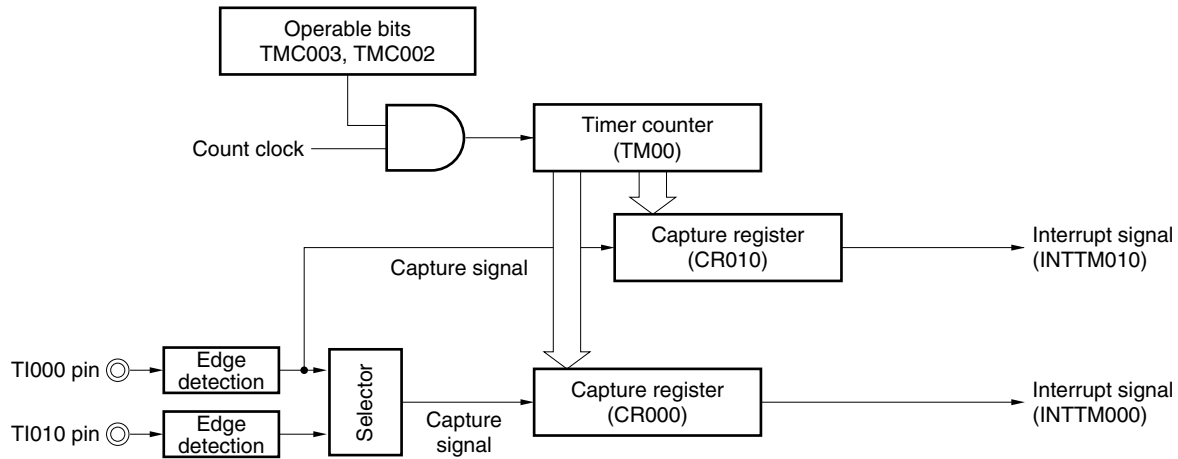 Operable bits
TMC003, TMC002
Count clock
Timer counter
(TM00)
Capture register
(CR010)
Interrupt signal
(INTTM010)
Capture signal
TI000 pin
Edge
detection
Selector
Capture register
(CR000)
Interrupt signal
(INTTM000)
TI010 pin
Edge
detection
Capture
signal